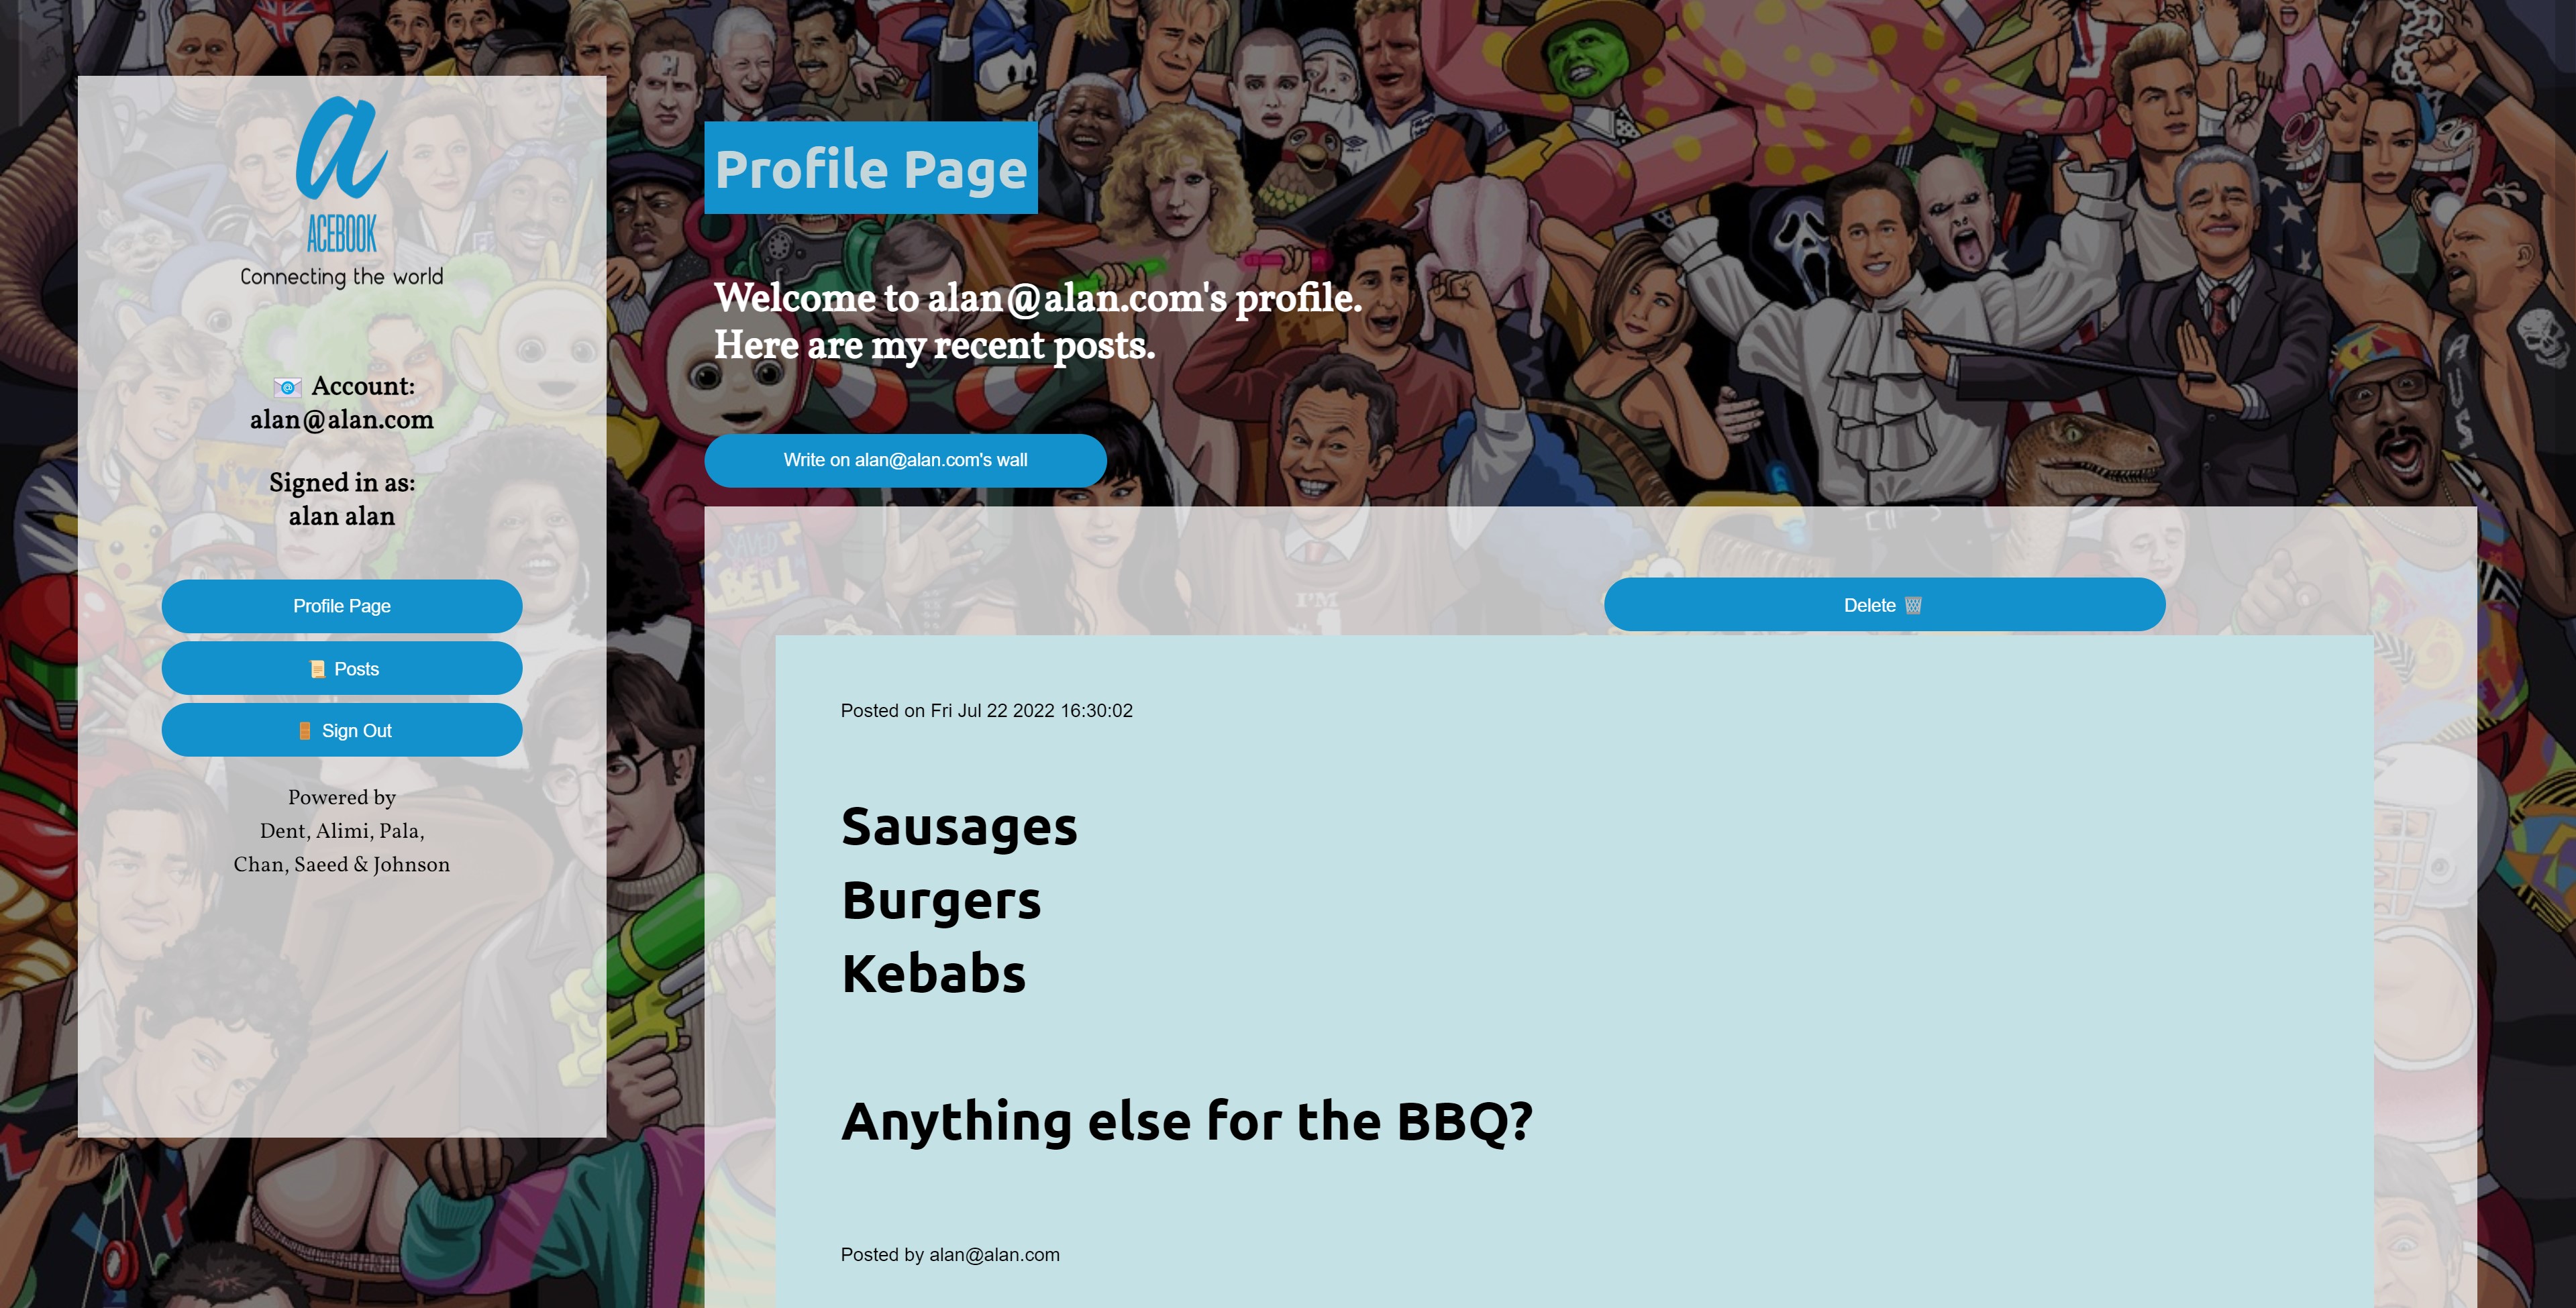 a
ACEBOOK
Connecting the world
📧 Account:
alan@alan.com
Signed in as:
alan alan
Profile Page
📜 Posts
🚪 Sign Out
Powered by
Dent, Alimi, Pala,
Chan, Saeed & Johnson
Profile Page
Welcome to alan@alan.com's profile.
Here are my recent posts.
Write on alan@alan.com's wall
SAVED
BELL
I'M
Delete 🗑️
Posted on Fri Jul 22 2022 16:30:02
Sausages
Burgers
Kebabs
Anything else for the BBQ?
Posted by alan@alan.com